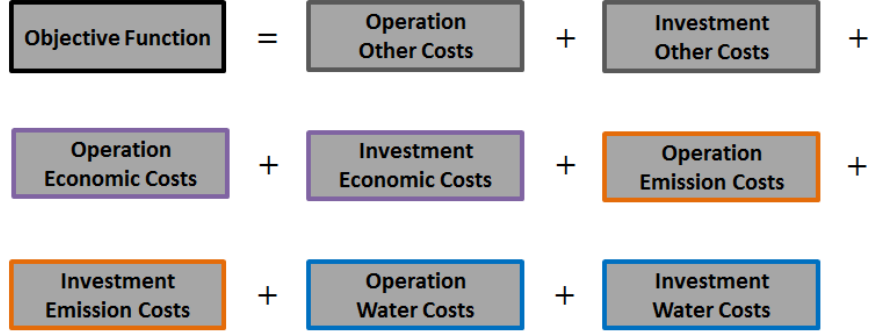 Objective Function = Operation Other Costs + Investment Other Costs +
Operation Economic Costs + Investment Economic Costs + Operation Emission Costs +
Investment Emission Costs + Operation Water Costs + Investment Water Costs